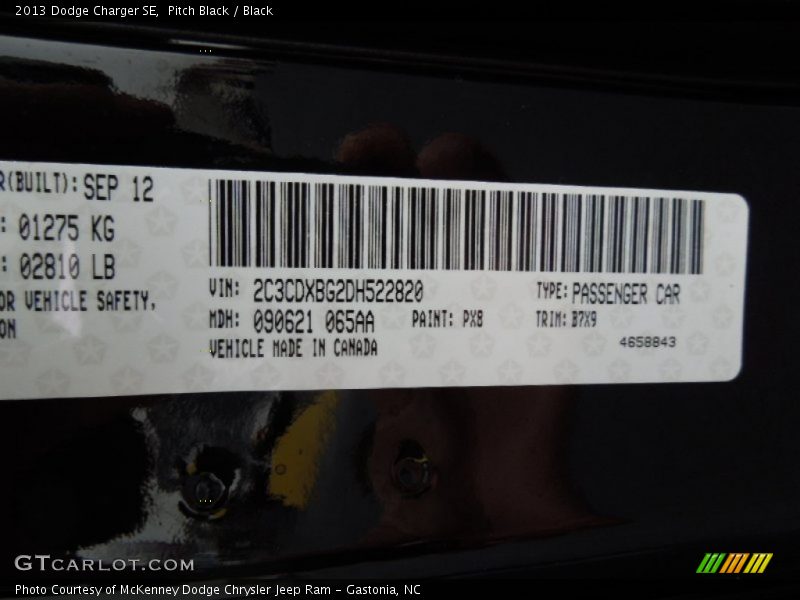 2013 Dodge Charger SE, Pitch Black / Black
R(BUILT): SEP 12
: 01275 KG
: 02810 LB
OR VEHICLE SAFETY,
ON
VIN: 2C3CDXBG2DH522820
TYPE: PASSENGER CAR
MDH: 090621 065AA
PAINT: PX8
TRIM: B7X9
VEHICLE MADE IN CANADA
4658843
GTCARLOT.COM
Photo Courtesy of McKenney Dodge Chrysler Jeep Ram - Gastonia, NC